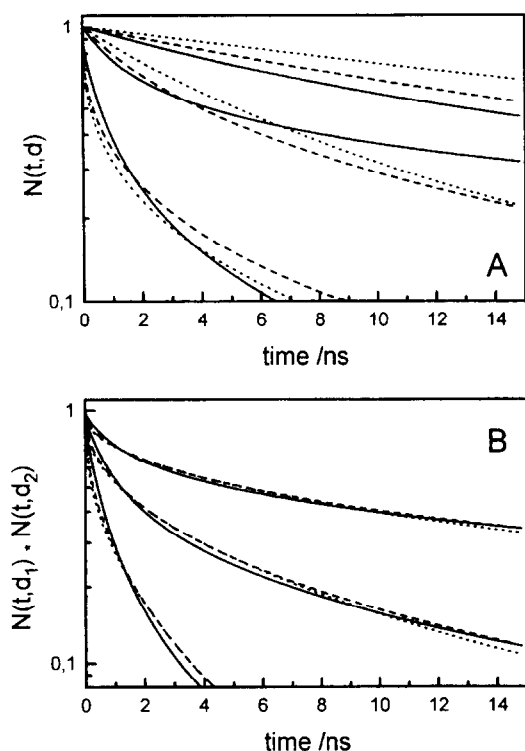 1
N(t,d)
0,1
A
0 2 4 6 8 10 12 14
time /ns
1
N(t,d₁) * N(t,d₂)
0,1
B
0 2 4 6 8 10 12 14
time /ns